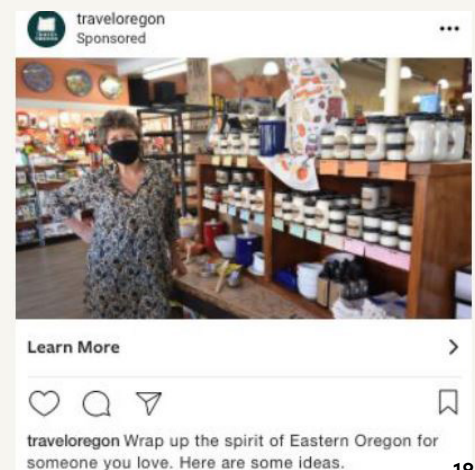 traveloregon
Sponsored
Learn More
traveloregon Wrap up the spirit of Eastern Oregon for
someone you love. Here are some ideas.